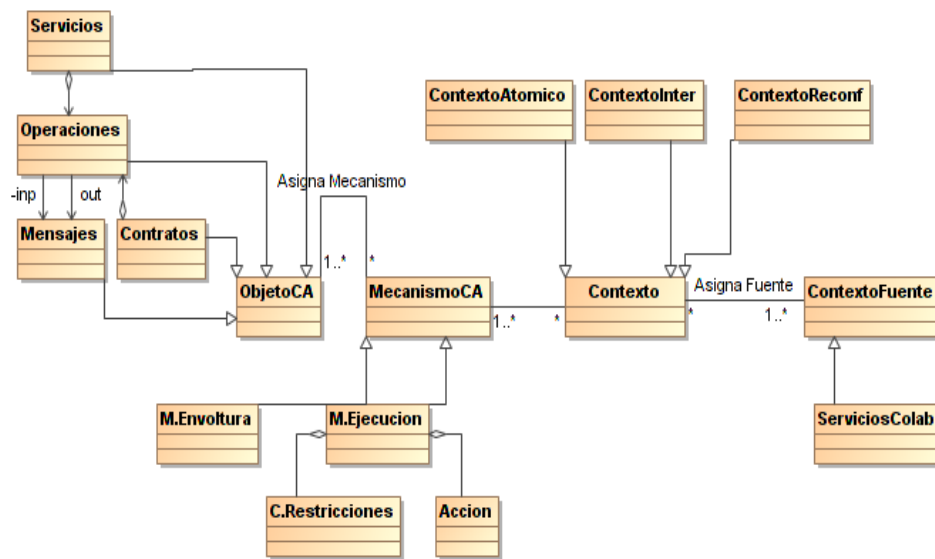 Servicios
ContextoAtomico
ContextoInter
ContextoReconf
Operaciones
Asigna Mecanismo
-inp
out
Mensajes
Contratos
1..*
*
ObjetoCA
MecanismoCA
Contexto
Asigna Fuente
ContextoFuente
1..*
*
*
1..*
M.Envoltura
M.Ejecucion
ServiciosColab
C.Restricciones
Accion